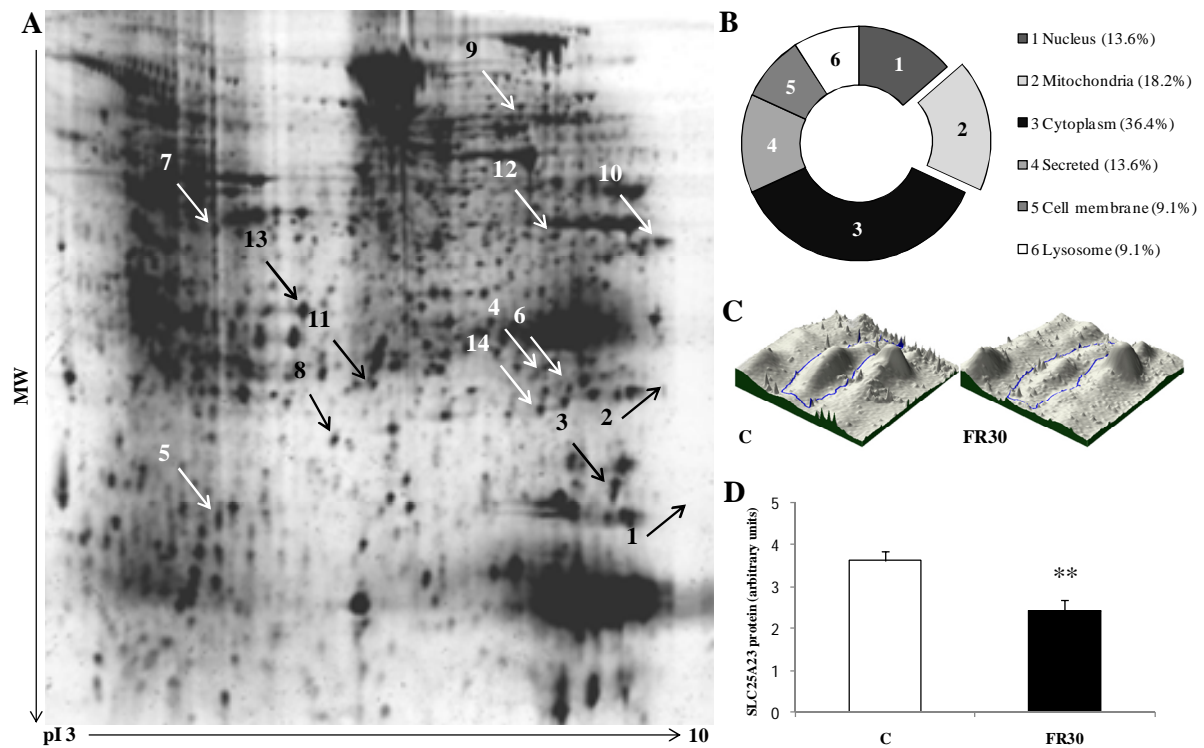 A
9
7
12
10
13
4 6
11
14
8
3
2
5
1
MW
pI 3
10
B
1
2
3
4
5
6
1 Nucleus (13.6%)
2 Mitochondria (18.2%)
3 Cytoplasm (36.4%)
4 Secreted (13.6%)
5 Cell membrane (9.1%)
6 Lysosome (9.1%)
C
C
FR30
D
SLC25A23 protein (arbitrary units)
5
4
3
2
1
0
**
C
FR30